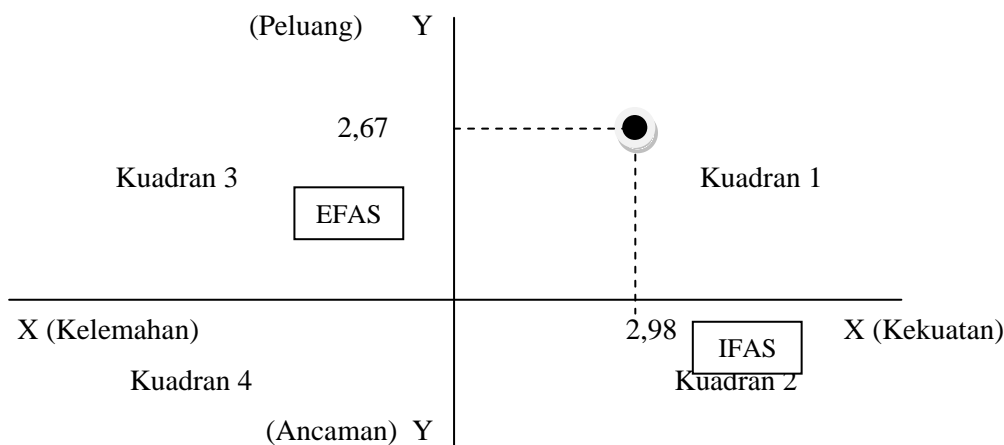 (Peluang) Y
2,67
Kuadran 3
Kuadran 1
EFAS
X (Kelemahan)
2,98
IFAS
X (Kekuatan)
Kuadran 4
Kuadran 2
(Ancaman) Y